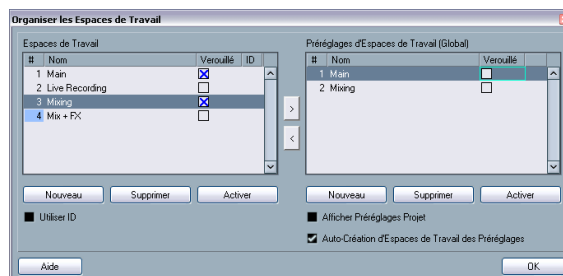 Organiser les Espaces de Travail
Espaces de Travail
# Nom Verouillé ID
1 Main
2 Live Recording
3 Mixing
4 Mix + FX
Nouveau Supprimer Activer
Utiliser ID
>
<
Préréglages d'Espaces de Travail (Global)
# Nom Verouillé
1 Main
2 Mixing
Nouveau Supprimer Activer
Afficher Préréglages Projet
Auto-Création d'Espaces de Travail des Préréglages
Aide OK